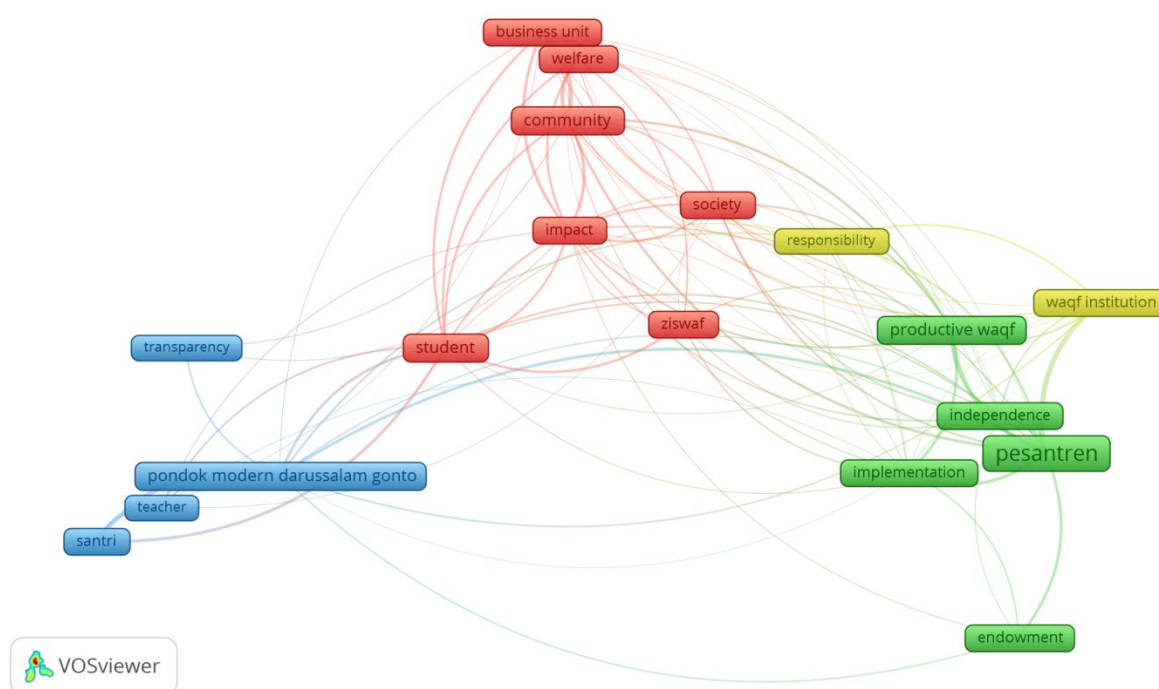 business unit
welfare
community
society
impact
responsibility
waqf institution
ziswaf
productive waqf
transparency
student
independence
pesantren
implementation
pondok modern darussalam gonto
teacher
santri
endowment
VOSviewer